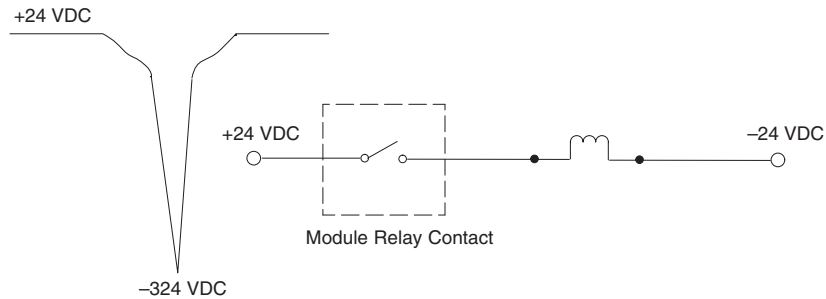 +24 VDC
+24 VDC
–24 VDC
Module Relay Contact
–324 VDC